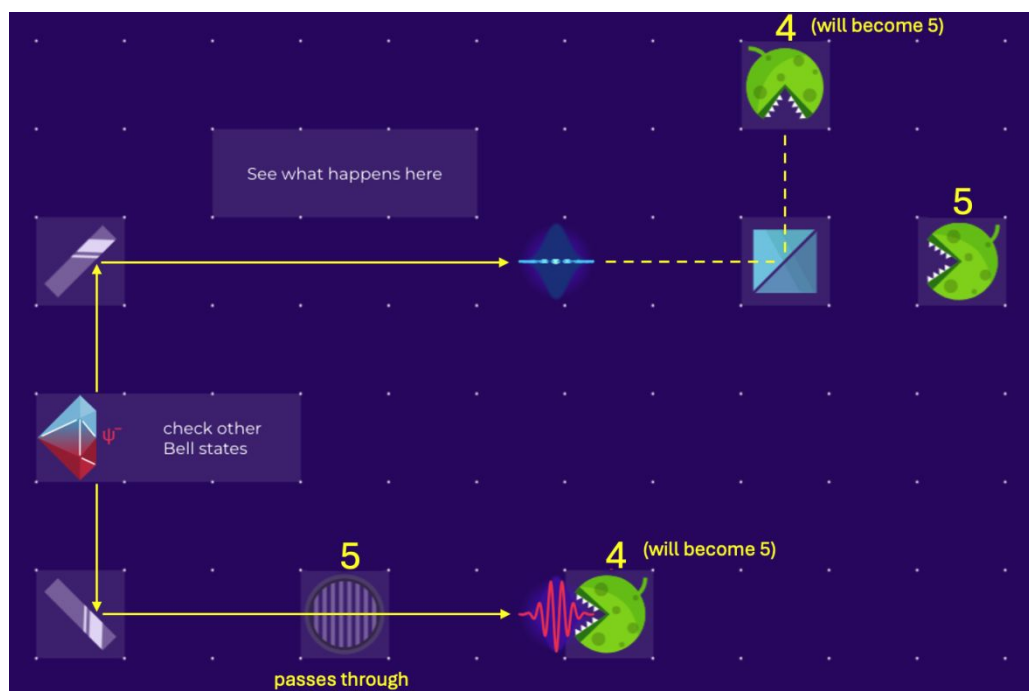 4 (will become 5)
See what happens here
5
ψ⁻
check other
Bell states
5
4 (will become 5)
passes through